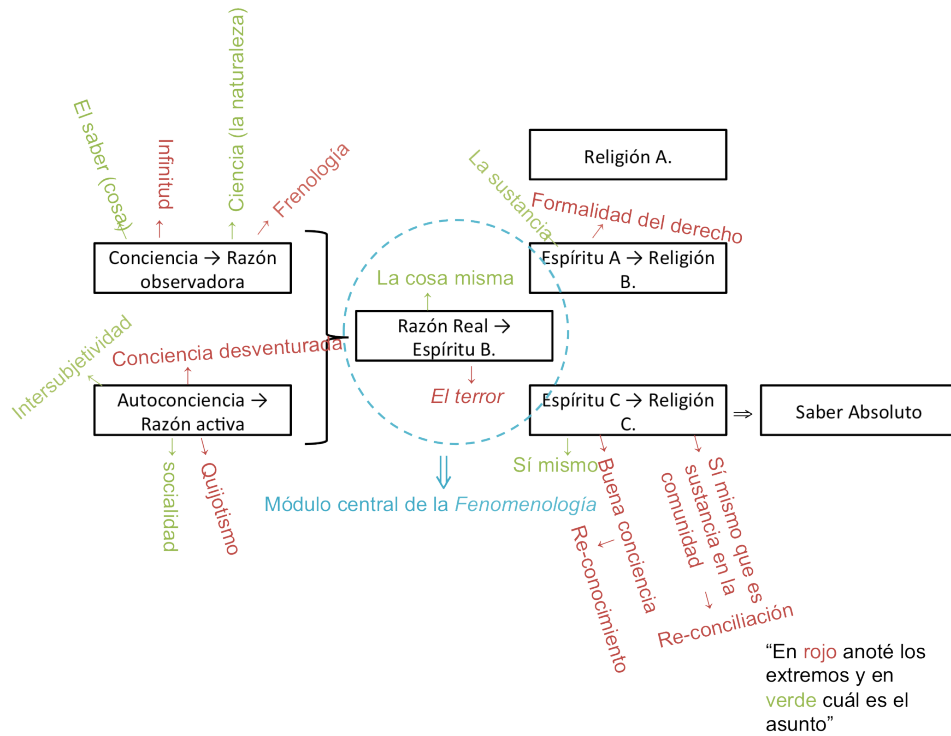 El saber (cosa)
Infinitud
Ciencia (la naturaleza)
Frenología
Conciencia → Razón
observadora
Intersubjetividad
Conciencia desventurada
Autoconciencia →
Razón activa
socialidad
Quijotismo
La cosa misma
Razón Real →
Espíritu B.
El terror
Módulo central de la Fenomenología
Religión A.
La sustancia
Formalidad del derecho
Espíritu A → Religión
B.
Espíritu C → Religión
C.
⇒
Saber Absoluto
Sí mismo
Buena conciencia
Re-conocimiento
Sí mismo que es
sustancia en la
comunidad
Re-conciliación
“En rojo anoté los
extremos y en
verde cuál es el
asunto”